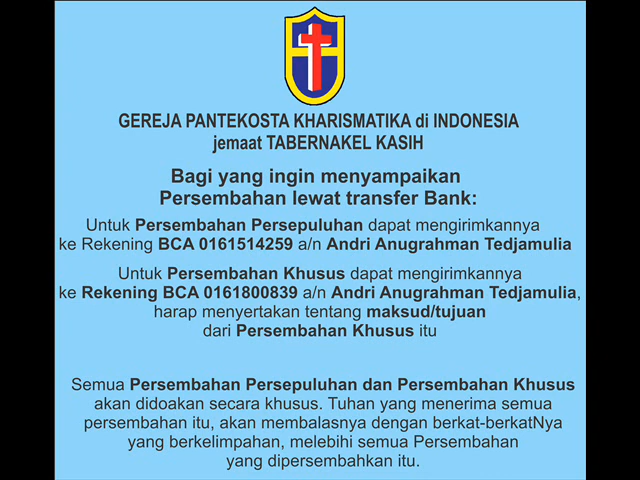 GEREJA PANTEKOSTA KHARISMATIKA di INDONESIA
jemaat TABERNAKEL KASIH
Bagi yang ingin menyampaikan
Persembahan lewat transfer Bank:
Untuk Persembahan Persepuluhan dapat mengirimkannya
ke Rekening BCA 0161514259 a/n Andri Anugrahman Tedjamulia
Untuk Persembahan Khusus dapat mengirimkannya
ke Rekening BCA 0161800839 a/n Andri Anugrahman Tedjamulia,
harap menyertakan tentang maksud/tujuan
dari Persembahan Khusus itu
Semua Persembahan Persepuluhan dan Persembahan Khusus
akan didoakan secara khusus. Tuhan yang menerima semua
persembahan itu, akan membalasnya dengan berkat-berkatNya
yang berkelimpahan, melebihi semua Persembahan
yang dipersembahkan itu.